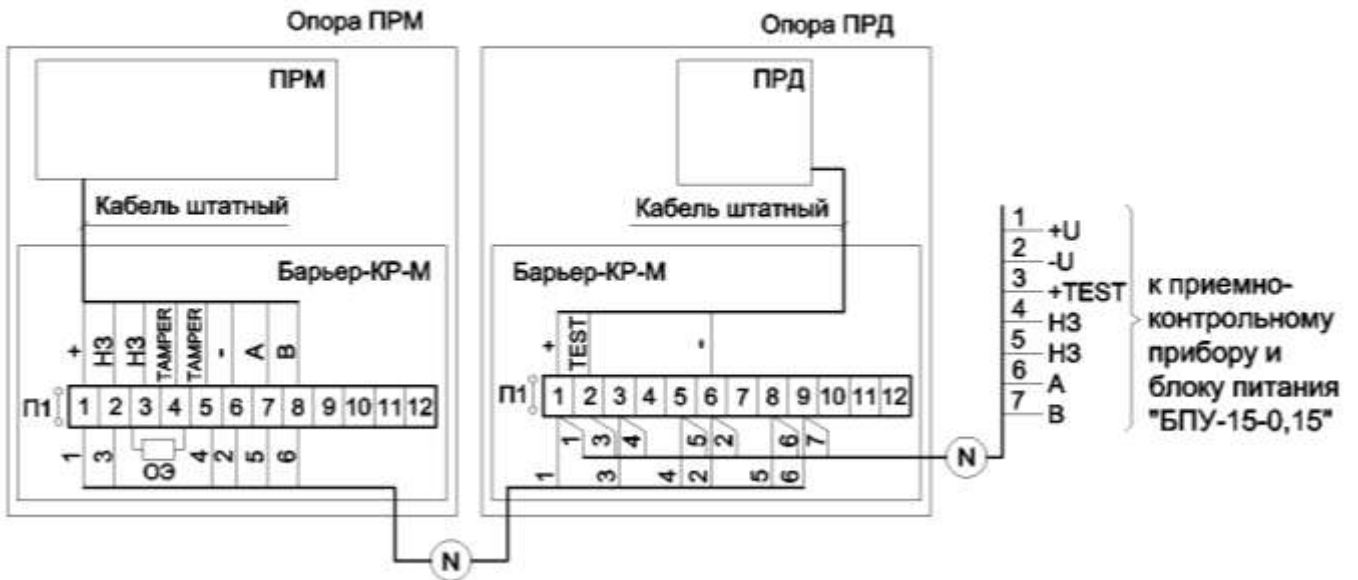 Опора ПРМ
Опора ПРД
ПРМ
ПРД
Кабель штатный
Кабель штатный
Барьер-КР-М
Барьер-КР-М
+ НЗ НЗ TAMPER TAMPER - А В
П1 1 2 3 4 5 6 7 8 9 10 11 12
1 3 ОЭ 4 2 5 6
+ TEST -
П1 1 2 3 4 5 6 7 8 9 10 11 12
1 3 4 5 2 6 7
1 3 4 2 5 6
N
N
1 +U
2 -U
3 +TEST
4 НЗ
5 НЗ
6 А
7 В
к приемно-
контрольному
прибору и
блоку питания
"БПУ-15-0,15"